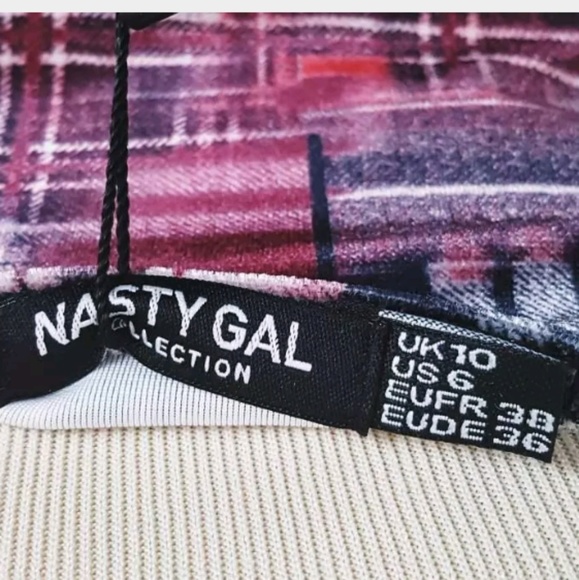 NASTY GAL
COLLECTION
UK 10
US 6
EUFR 38
EUDE 36